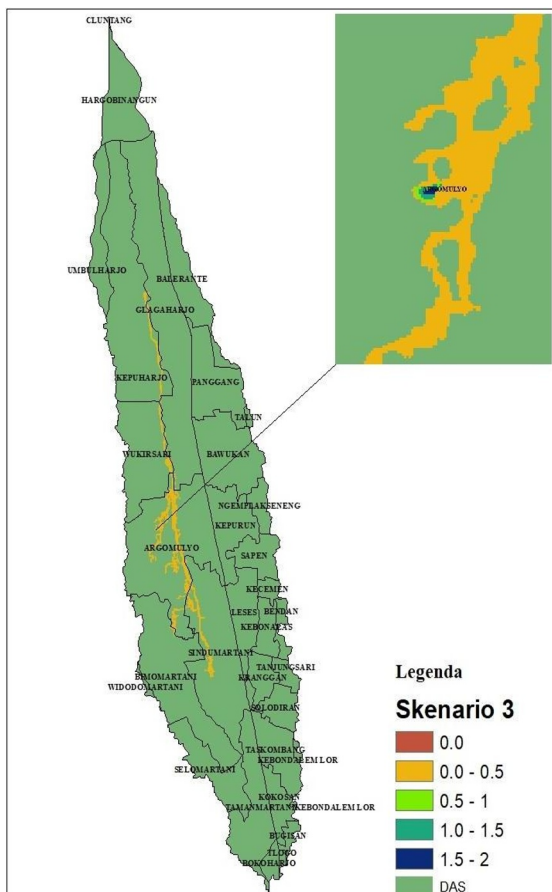 CLUNTANG
HARGOBINANGUN
UMBULHARJO
BALERANTE
GLAGAHARJO
KEPUHARJO
PANGGANG
TALUN
WUKIRSARI
BAWUKAN
NGEMPLAKSENENG
KEPURUN
ARGOMULYO
SAPEN
KECEMEN
LESES
BENDAN
KEBONALAS
SINDUMARTANI
TANJUNGSARI
BIMOMARTANI
KRANGGAN
WIDODOMARTANI
SOLODIRAN
TASKOMBANG
KEBONDALEM LOR
SELOMARTANI
KOKOSAN
TAMANMARTANI
KEBONDALEM LOR
BUGISAN
TLOGO
BOKOHARJO
ARGOMULYO
Legenda
Skenario 3
0.0
0.0 - 0.5
0.5 - 1
1.0 - 1.5
1.5 - 2
DAS